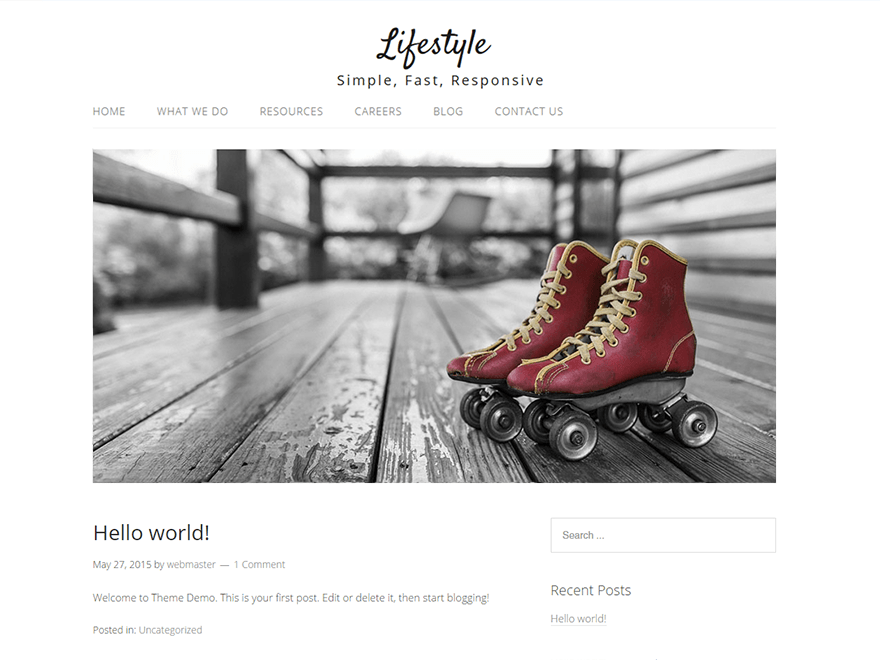 Lifestyle
Simple, Fast, Responsive
HOME WHAT WE DO RESOURCES CAREERS BLOG CONTACT US
Hello world!
May 27, 2015 by webmaster — 1 Comment
Welcome to Theme Demo. This is your first post. Edit or delete it, then start blogging!
Posted in: Uncategorized
Search ...
Recent Posts
Hello world!